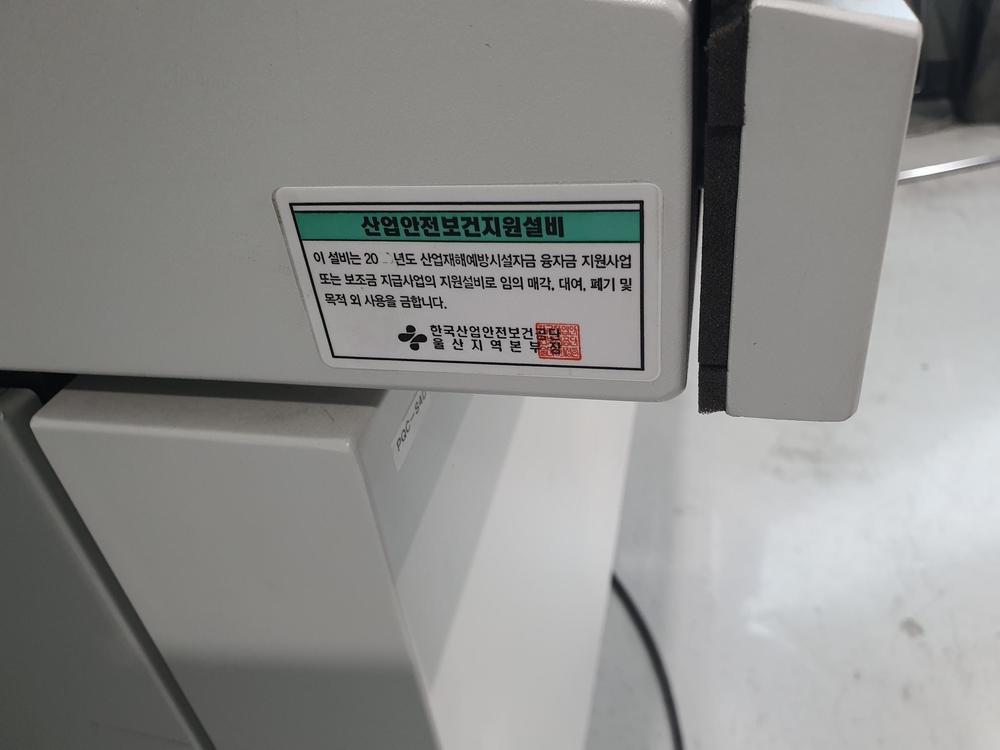 산업안전보건지원설비
이 설비는 20 년도 산업재해예방시설자금 융자금 지원사업
또는 보조금 지급사업의 지원설비로 임의 매각, 대여, 폐기 및
목적 외 사용을 금합니다.
한국산업안전보건공단
울산지역본부장
PQC-S40